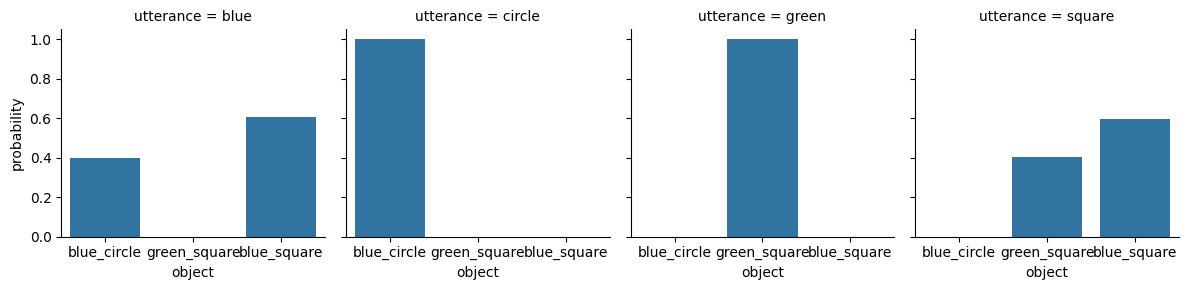 utterance = blue
utterance = circle
utterance = green
utterance = square
probability
1.0
0.8
0.6
0.4
0.2
0.0
blue_circle green_square blue_square
blue_circle green_square blue_square
blue_circle green_square blue_square
blue_circle green_square blue_square
object
object
object
object